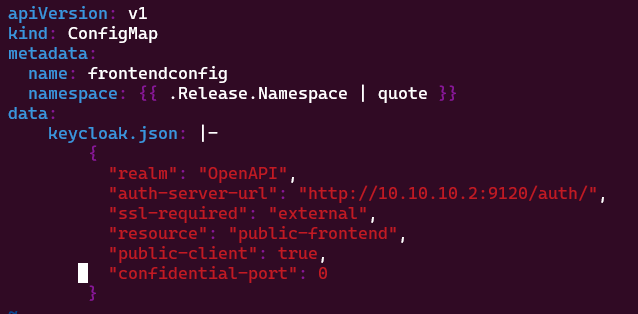 apiVersion: v1
kind: ConfigMap
metadata:
  name: frontendconfig
  namespace: {{ .Release.Namespace | quote }}
data:
    keycloak.json: |-
        {
          "realm": "OpenAPI",
          "auth-server-url": "http://10.10.10.2:9120/auth/",
          "ssl-required": "external",
          "resource": "public-frontend",
          "public-client": true,
          "confidential-port": 0
        }